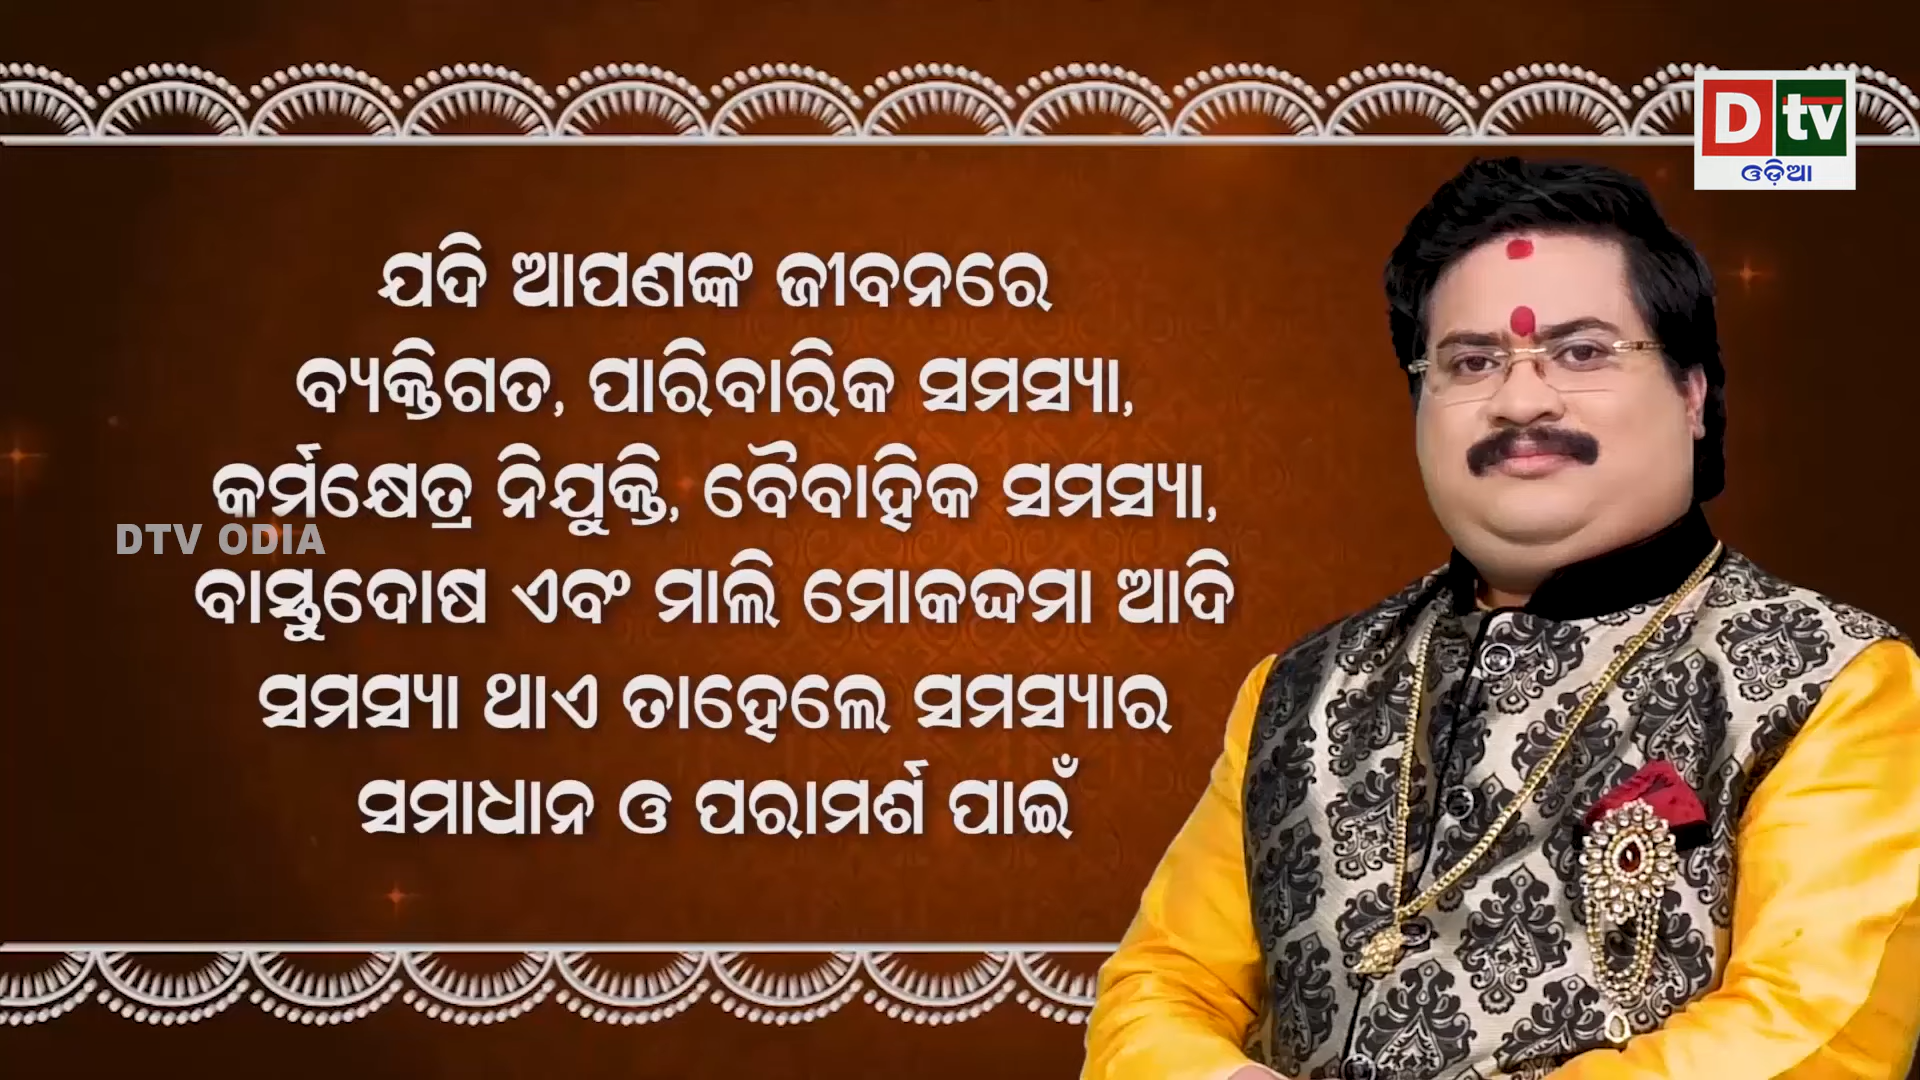 D tv
ଓଡ଼ିଆ
ଯଦି ଆପଣଙ୍କ ଜୀବନରେ
ବ୍ୟକ୍ତିଗତ, ପାରିବାରିକ ସମସ୍ୟା,
କର୍ମକ୍ଷେତ୍ର ନିଯୁକ୍ତି, ବୈବାହିକ ସମସ୍ୟା,
DTV ODIA
ବାସ୍ତୁଦୋଷ ଏବଂ ମାଲି ମୋକଦ୍ଦମା ଆଦି
ସମସ୍ୟା ଥାଏ ତାହେଲେ ସମସ୍ୟାର
ସମାଧାନ ଓ ପରାମର୍ଶ ପାଇଁ